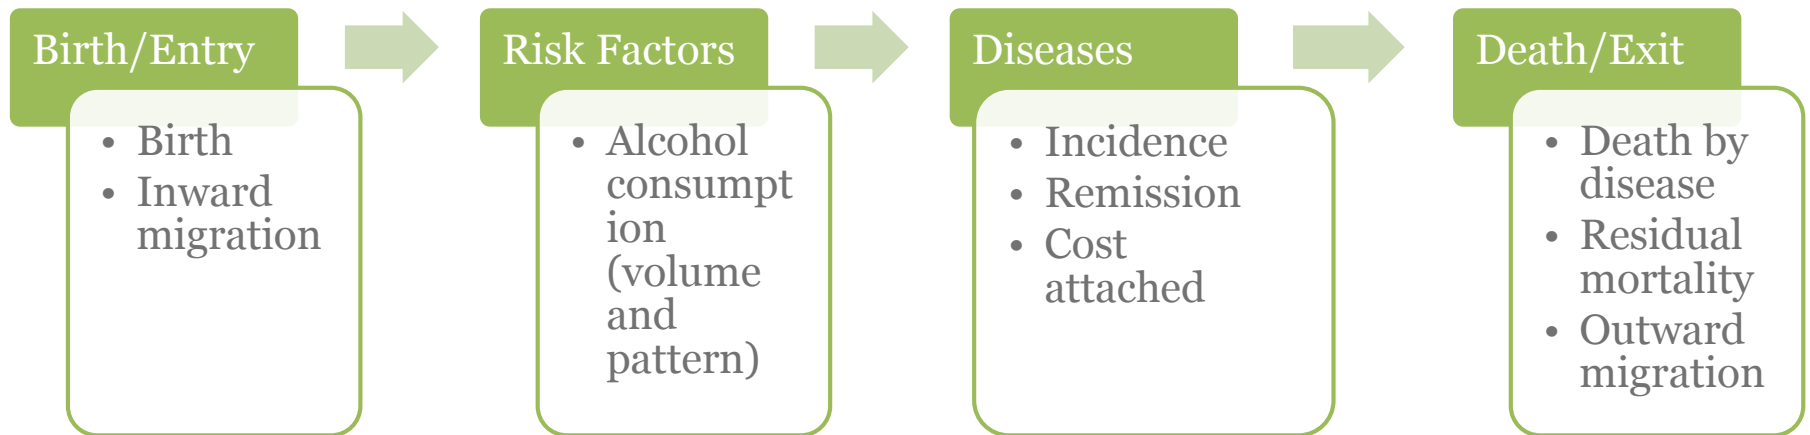 Birth/Entry
• Birth
• Inward
migration
Risk Factors
• Alcohol
consumpt
ion
(volume
and
pattern)
Diseases
• Incidence
• Remission
• Cost
attached
Death/Exit
• Death by
disease
• Residual
mortality
• Outward
migration